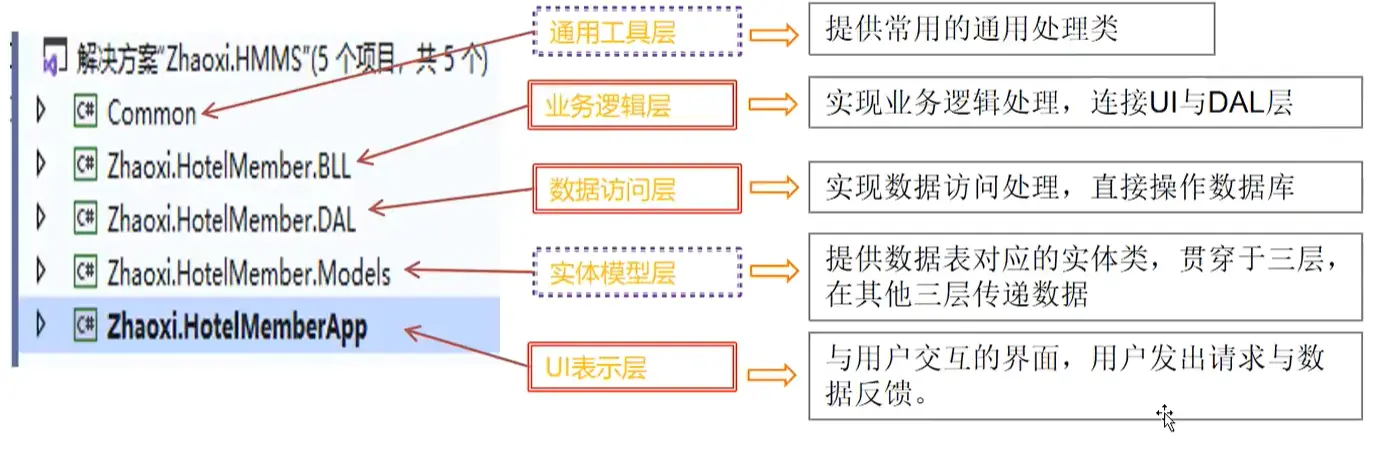 解决方案“Zhaoxi.HMMS”(5 个项目，共 5 个)
C# Common
C# Zhaoxi.HotelMember.BLL
C# Zhaoxi.HotelMember.DAL
C# Zhaoxi.HotelMember.Models
C# Zhaoxi.HotelMemberApp
通用工具层
提供常用的通用处理类
业务逻辑层
实现业务逻辑处理，连接UI与DAL层
数据访问层
实现数据访问处理，直接操作数据库
实体模型层
提供数据表对应的实体类，贯穿于三层，
在其他三层传递数据
UI表示层
与用户交互的界面，用户发出请求与数
据反馈。